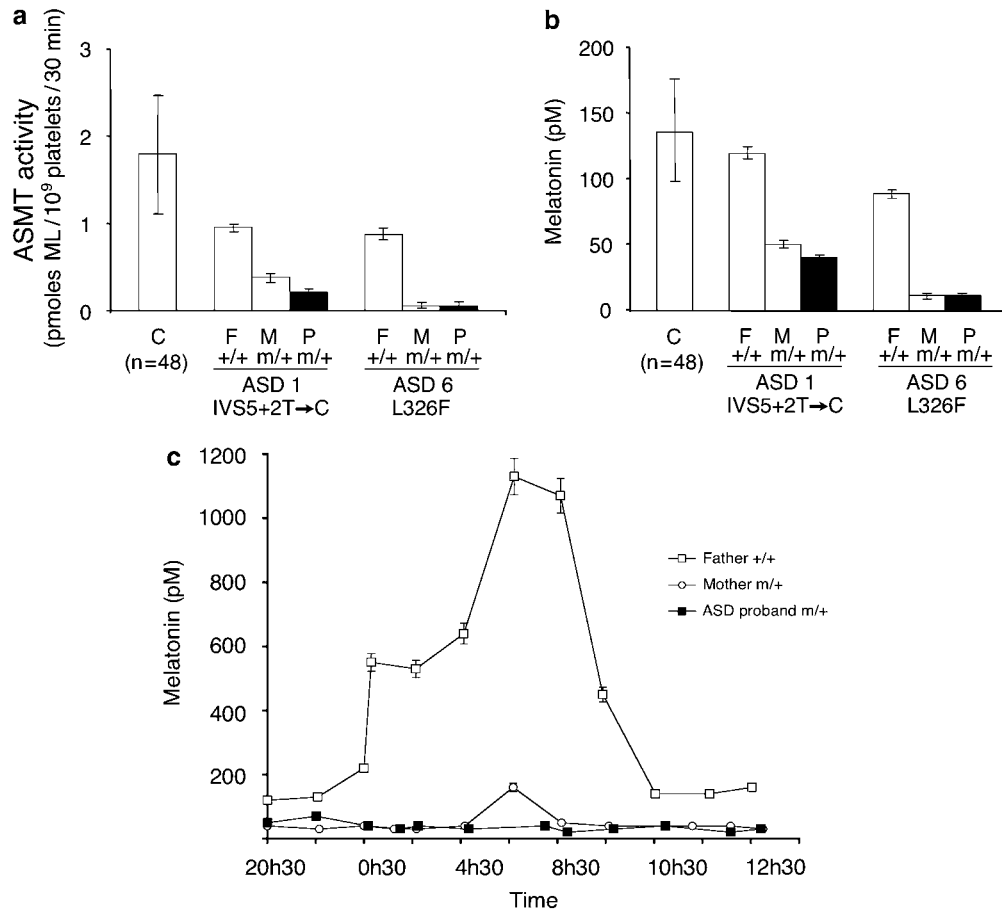 a
ASMT activity
(pmoles ML/10⁹ platelets/30 min)
3
2
1
0
C
(n=48)
F M P
+/+ m/+ m/+
ASD 1
IVS5+2T→C
F M P
+/+ m/+ m/+
ASD 6
L326F
b
Melatonin (pM)
200
150
100
50
0
C
(n=48)
F M P
+/+ m/+ m/+
ASD 1
IVS5+2T→C
F M P
+/+ m/+ m/+
ASD 6
L326F
c
Melatonin (pM)
1200
1000
800
600
400
200
0
20h30 0h30 4h30 8h30 10h30 12h30
Time
Father +/+
Mother m/+
ASD proband m/+